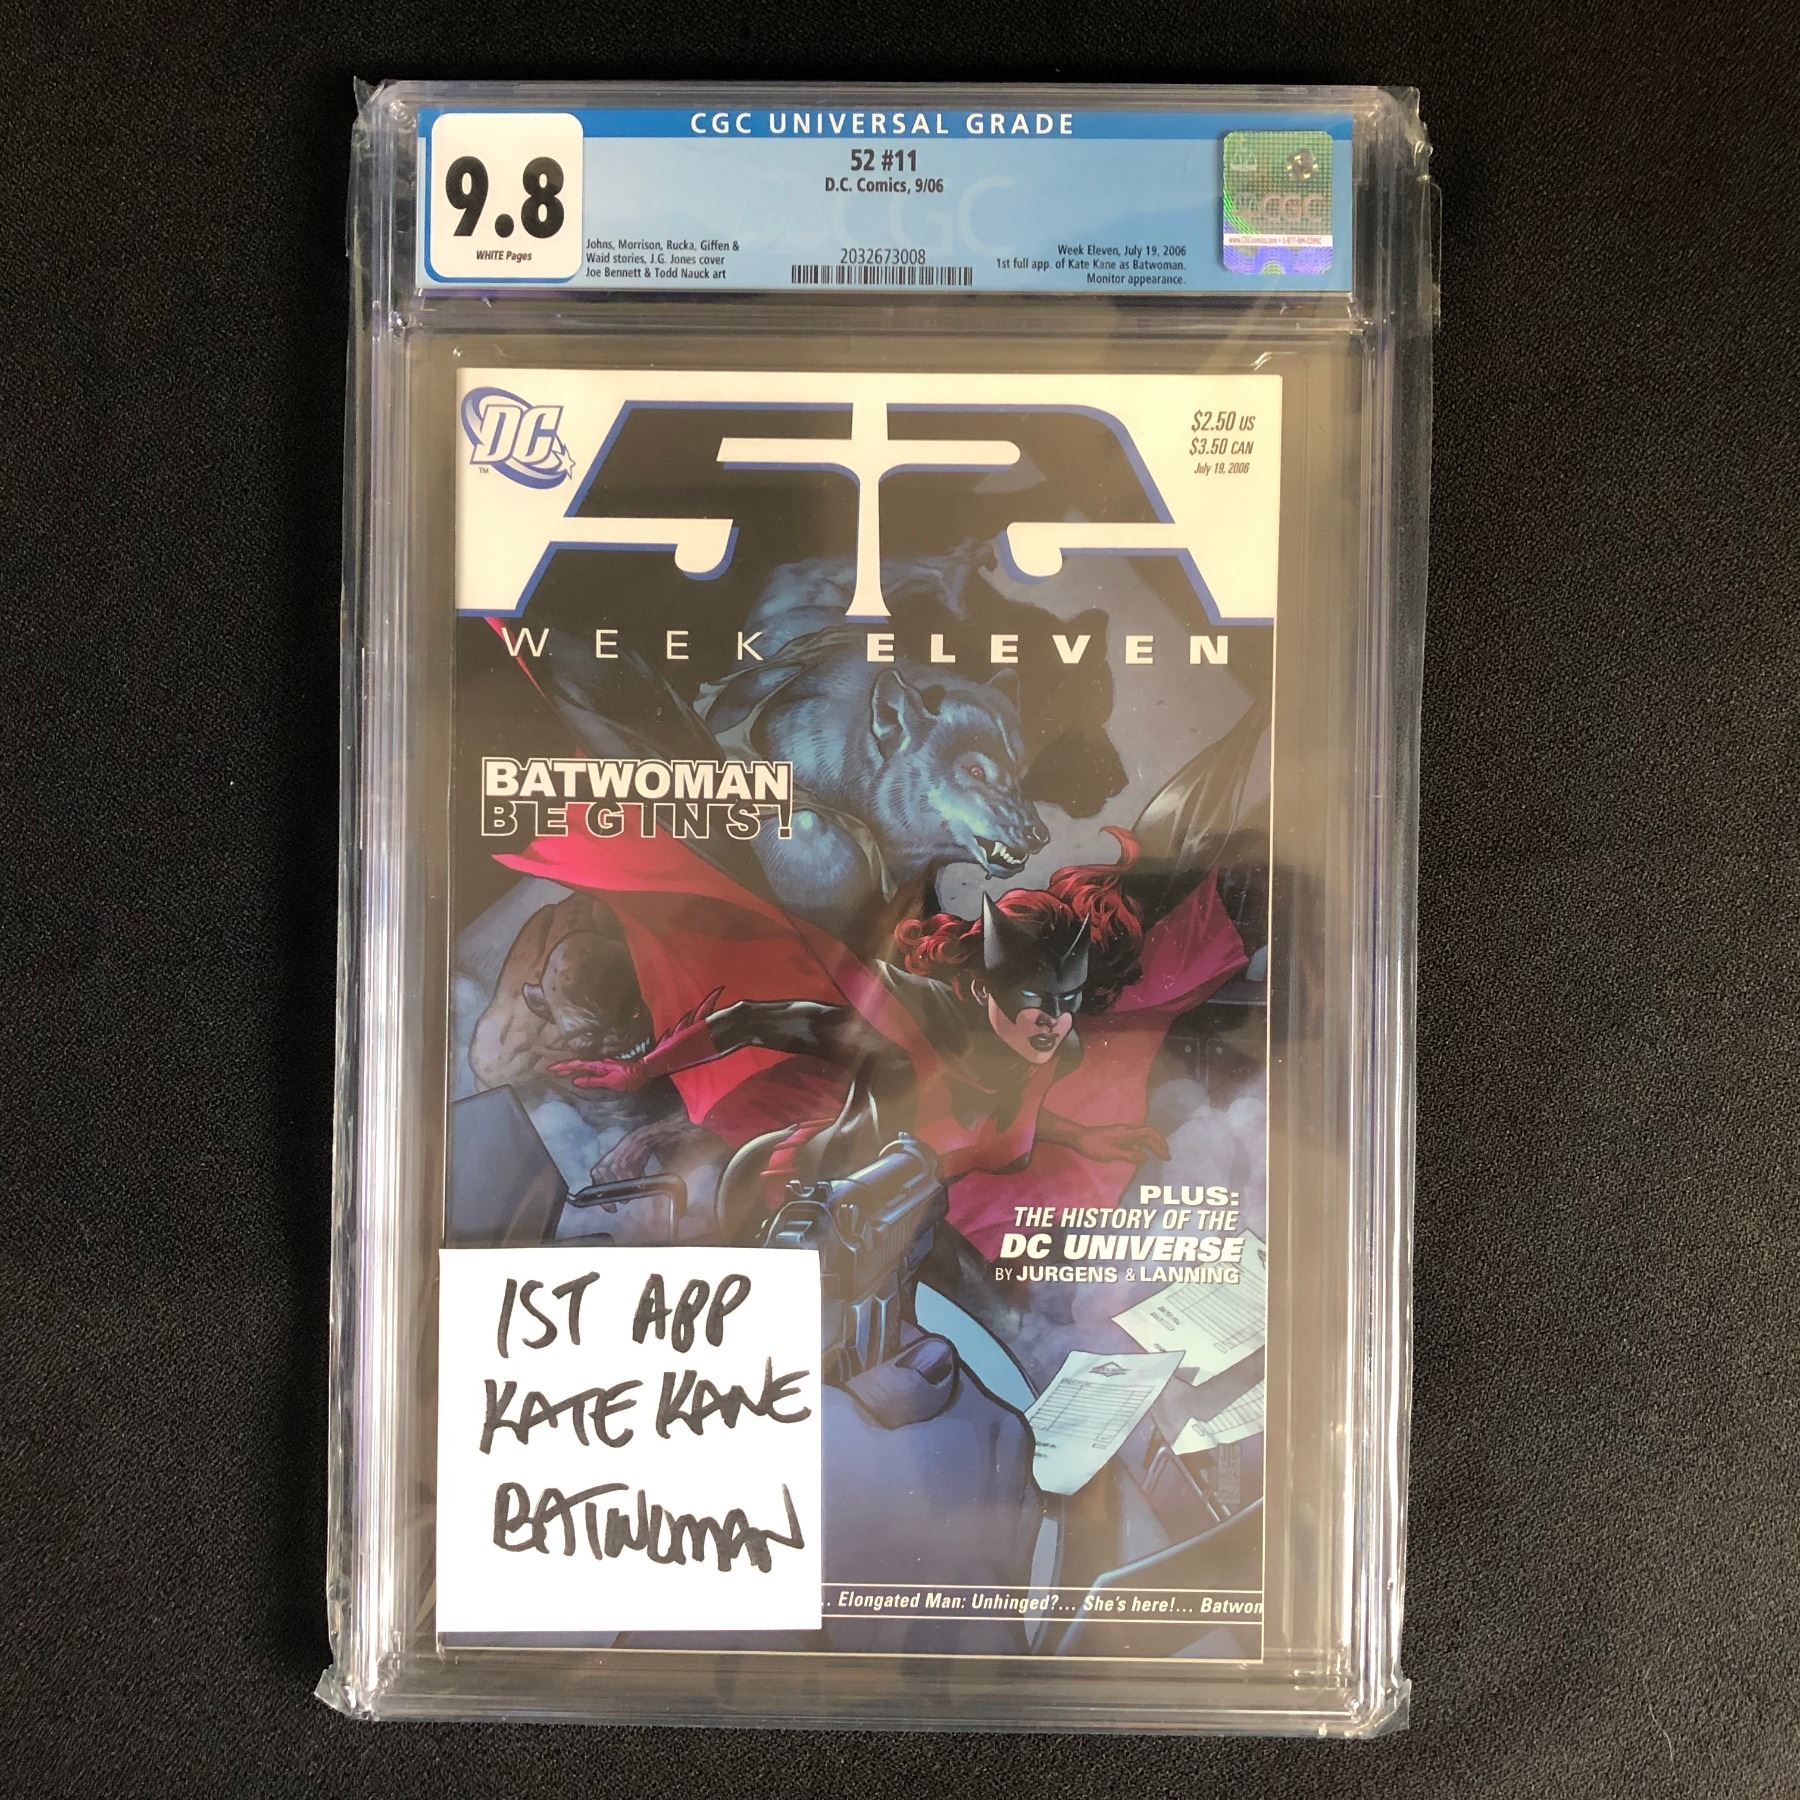 CGC UNIVERSAL GRADE
9.8
WHITE Pages
52 #11
D.C. Comics, 9/06
Johns, Morrison, Rucka, Giffen &
Waid stories, J.G. Jones cover
Joe Bennett & Todd Nauck art
2032673008
Week Eleven, July 19, 2006
1st full app. of Kate Kane as Batwoman.
Monitor appearance.
CGC
CGC
DC
TM
52
$2.50 US
$3.50 CAN
July 19, 2006
WEEK ELEVEN
BATWOMAN
BEGINS!
PLUS:
THE HISTORY OF THE
DC UNIVERSE
BY JURGENS & LANNING
1ST APP
KATE KANE
BATWOMAN
.. Elongated Man: Unhinged?... She's here!... Batwon